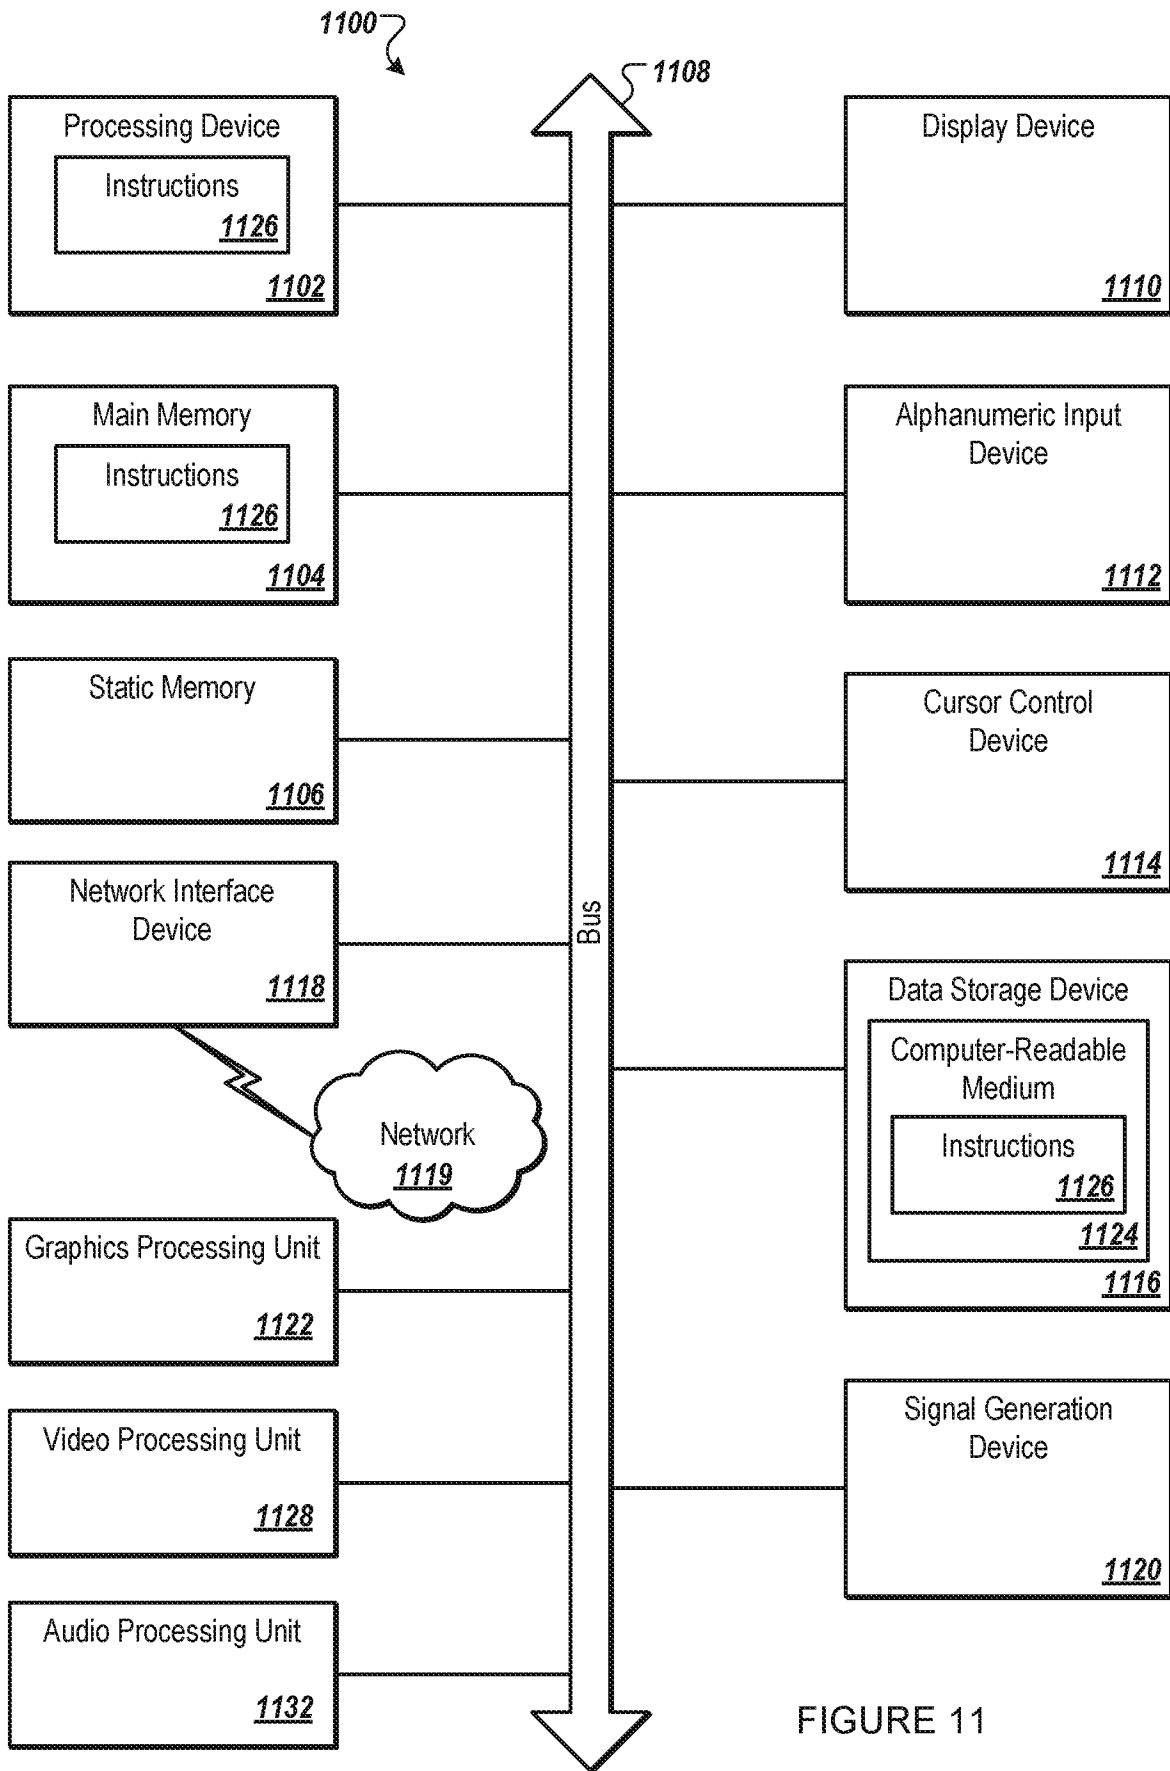 1100
1108
Processing Device
Instructions
1126
1102
Main Memory
Instructions
1126
1104
Static Memory
1106
Network Interface
Device
1118
Network
1119
Graphics Processing Unit
1122
Video Processing Unit
1128
Audio Processing Unit
1132
Bus
Display Device
1110
Alphanumeric Input
Device
1112
Cursor Control
Device
1114
Data Storage Device
Computer-Readable
Medium
Instructions
1126
1124
1116
Signal Generation
Device
1120
FIGURE 11